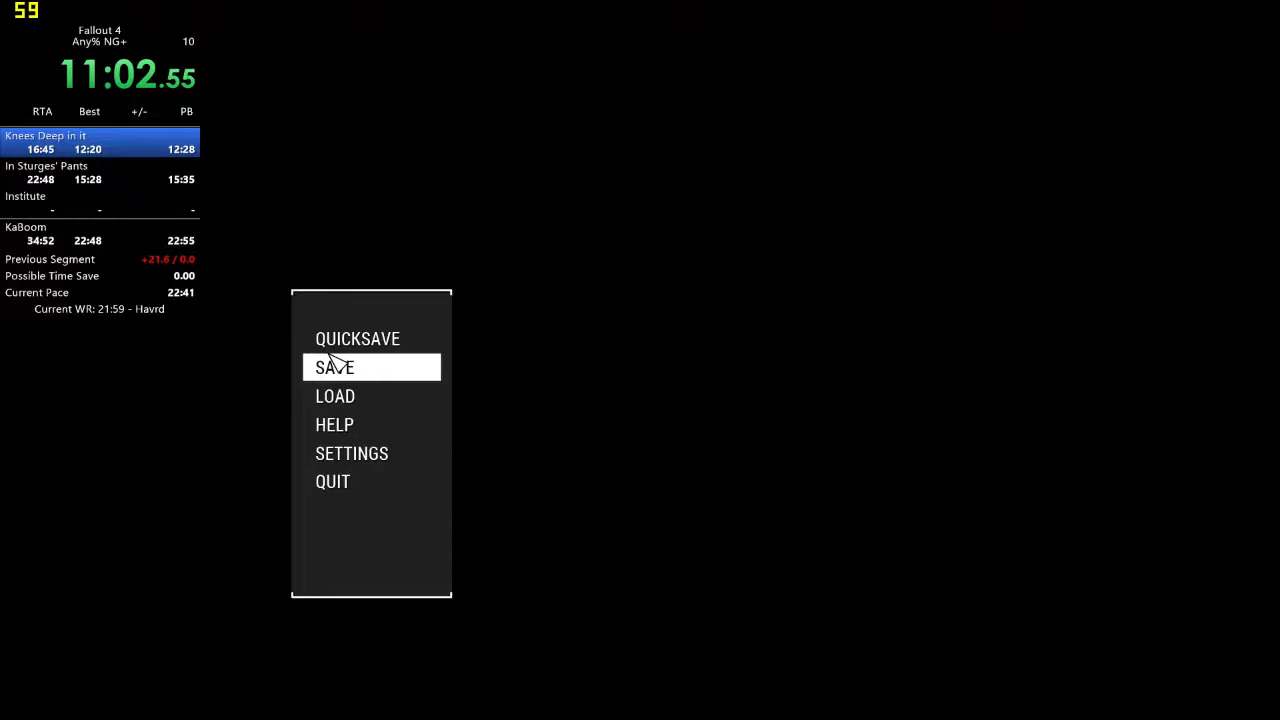 59
Fallout 4
Any% NG+ 10
11:02.55
RTA Best +/- PB
Knees Deep in it
16:45 12:20 12:28
In Sturges' Pants
22:48 15:28 15:35
Institute
- - -
KaBoom
34:52 22:48 22:55
Previous Segment +21.6 / 0.0
Possible Time Save 0.00
Current Pace 22:41
Current WR: 21:59 - Havrd
QUICKSAVE
SAVE
LOAD
HELP
SETTINGS
QUIT